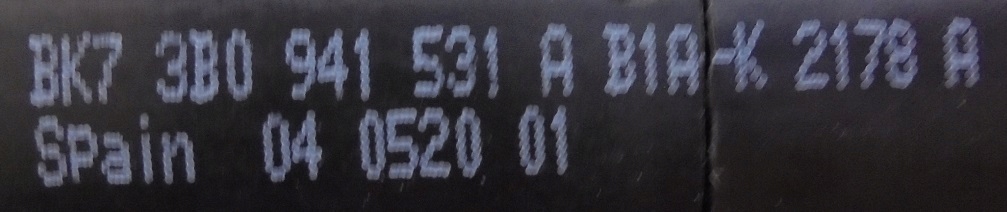 BK7 3B0 941 531 A B1A-K 2178 A
Spain 04 0520 01